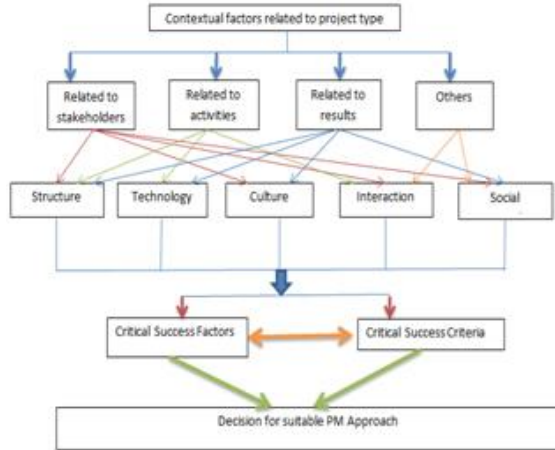 Contextual factors related to project type
Related to
stakeholders
Related to
activities
Related to
results
Others
Structure
Technology
Culture
Interaction
Social
Critical Success Factors
Critical Success Criteria
Decision for suitable PM Approach